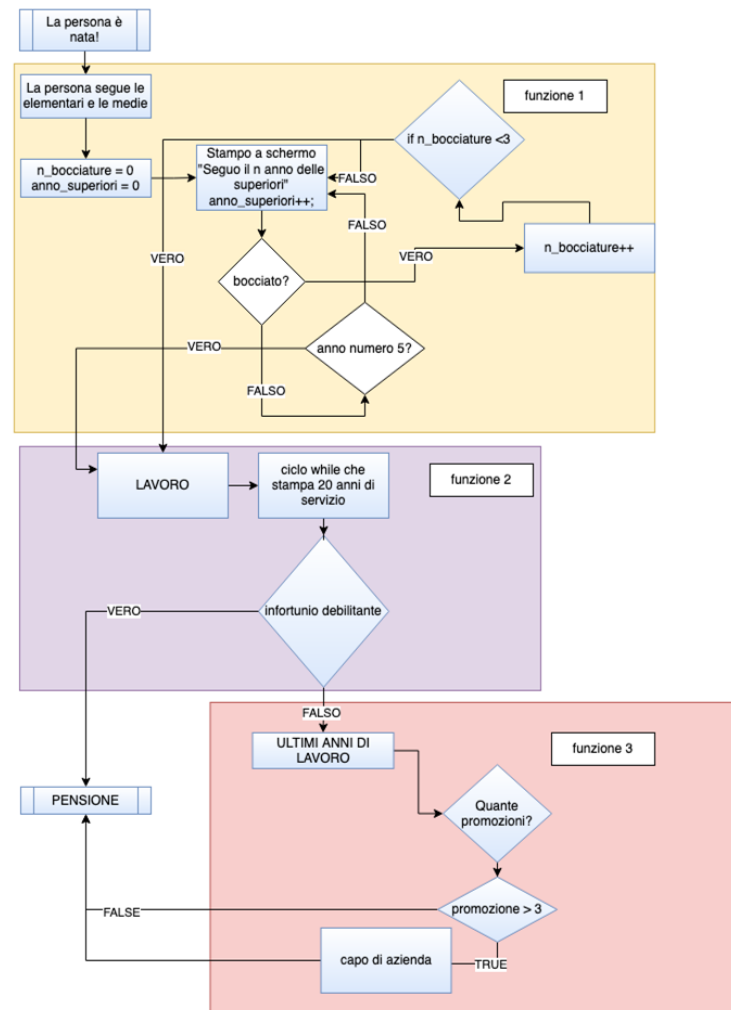 La persona è
nata!
La persona segue le
elementari e le medie
funzione 1
if n_bocciature <3
n_bocciature = 0
anno_superiori = 0
Stampo a schermo
"Seguo il n anno delle
superiori"
anno_superiori++;
FALSO
FALSO
n_bocciature++
VERO
VERO
bocciato?
VERO
anno numero 5?
FALSO
LAVORO
ciclo while che
stampa 20 anni di
servizio
funzione 2
infortunio debilitante
VERO
FALSO
ULTIMI ANNI DI
LAVORO
funzione 3
PENSIONE
Quante
promozioni?
promozione > 3
FALSE
capo di azienda
TRUE